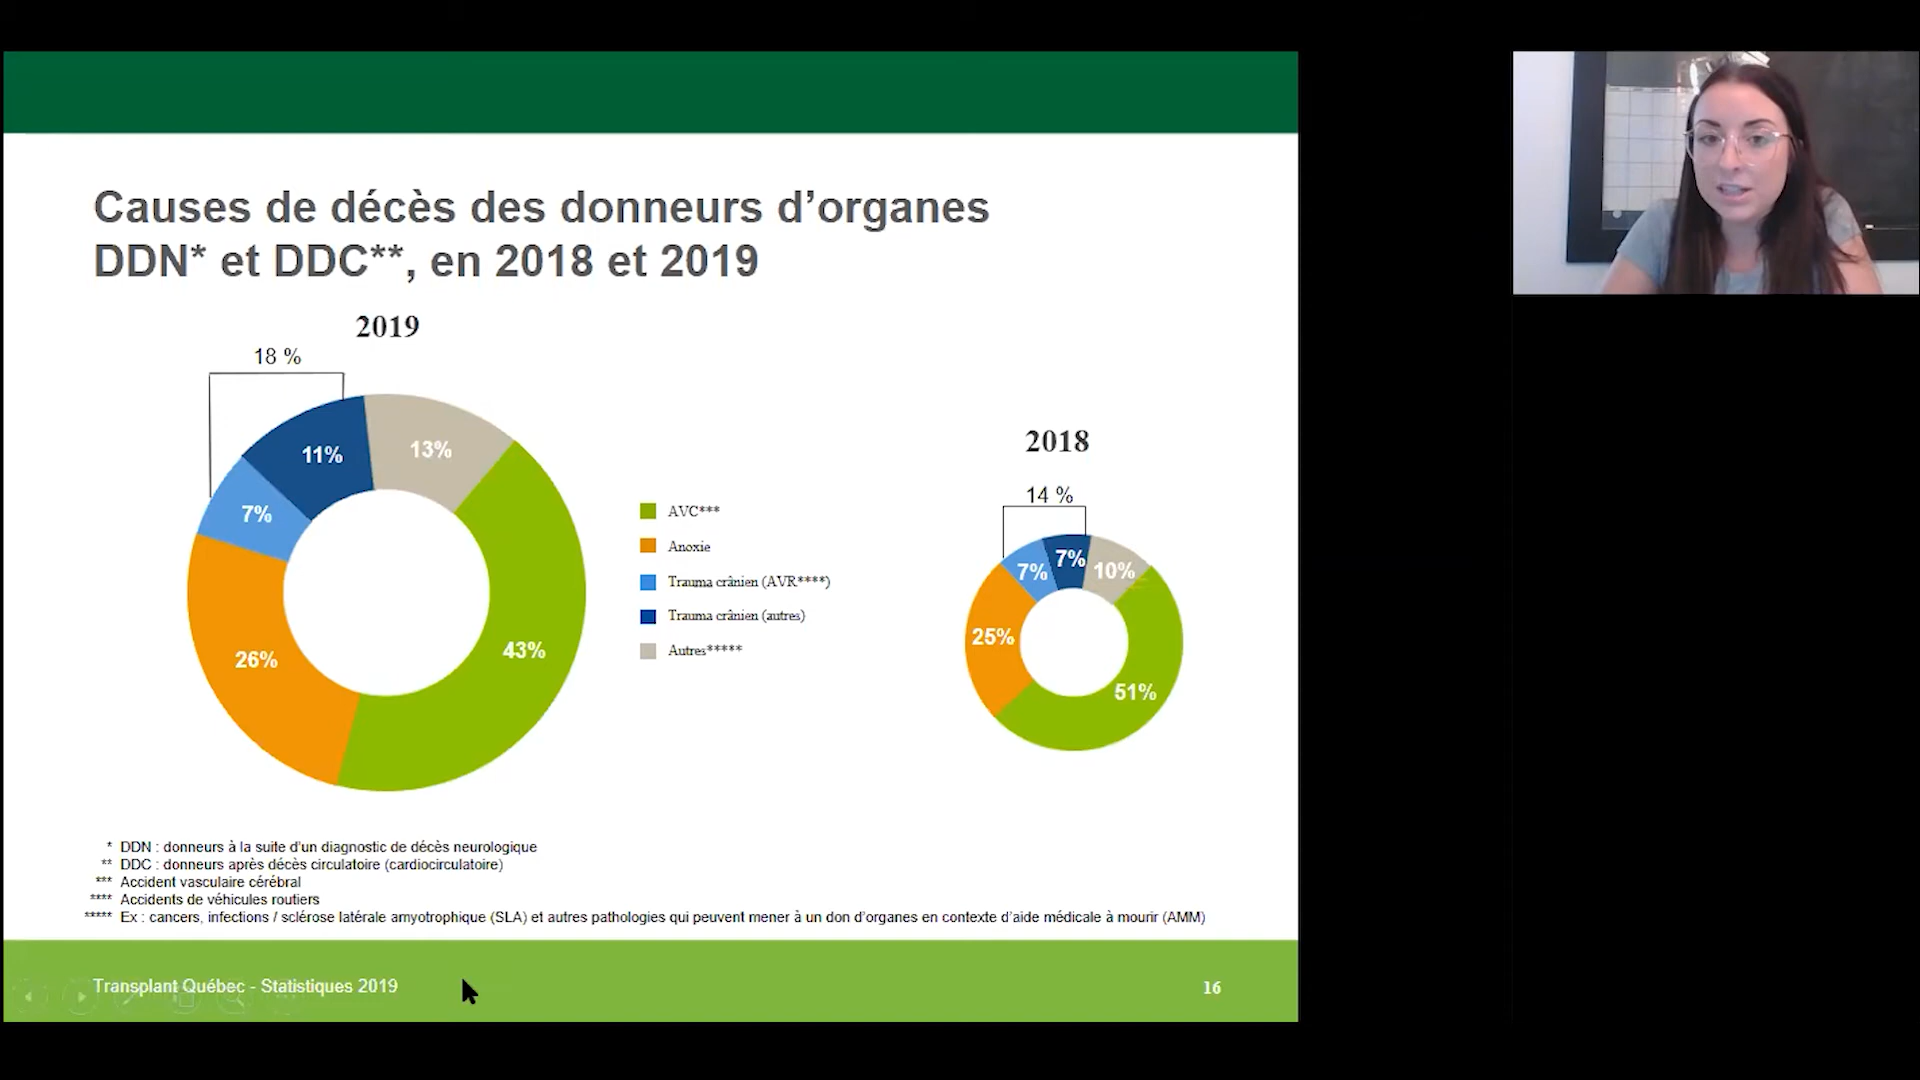 Causes de décès des donneurs d’organes
DDN* et DDC**, en 2018 et 2019
2019
18 %
11%
13%
7%
26%
43%
AVC***
Anoxie
Trauma crânien (AVR****)
Trauma crânien (autres)
Autres*****
2018
14 %
7%
7%
10%
25%
51%
* DDN : donneurs à la suite d’un diagnostic de décès neurologique
** DDC : donneurs après décès circulatoire (cardiocirculatoire)
*** Accident vasculaire cérébral
**** Accidents de véhicules routiers
***** Ex : cancers, infections / sclérose latérale amyotrophique (SLA) et autres pathologies qui peuvent mener à un don d’organes en contexte d’aide médicale à mourir (AMM)
Transplant Québec - Statistiques 2019
16